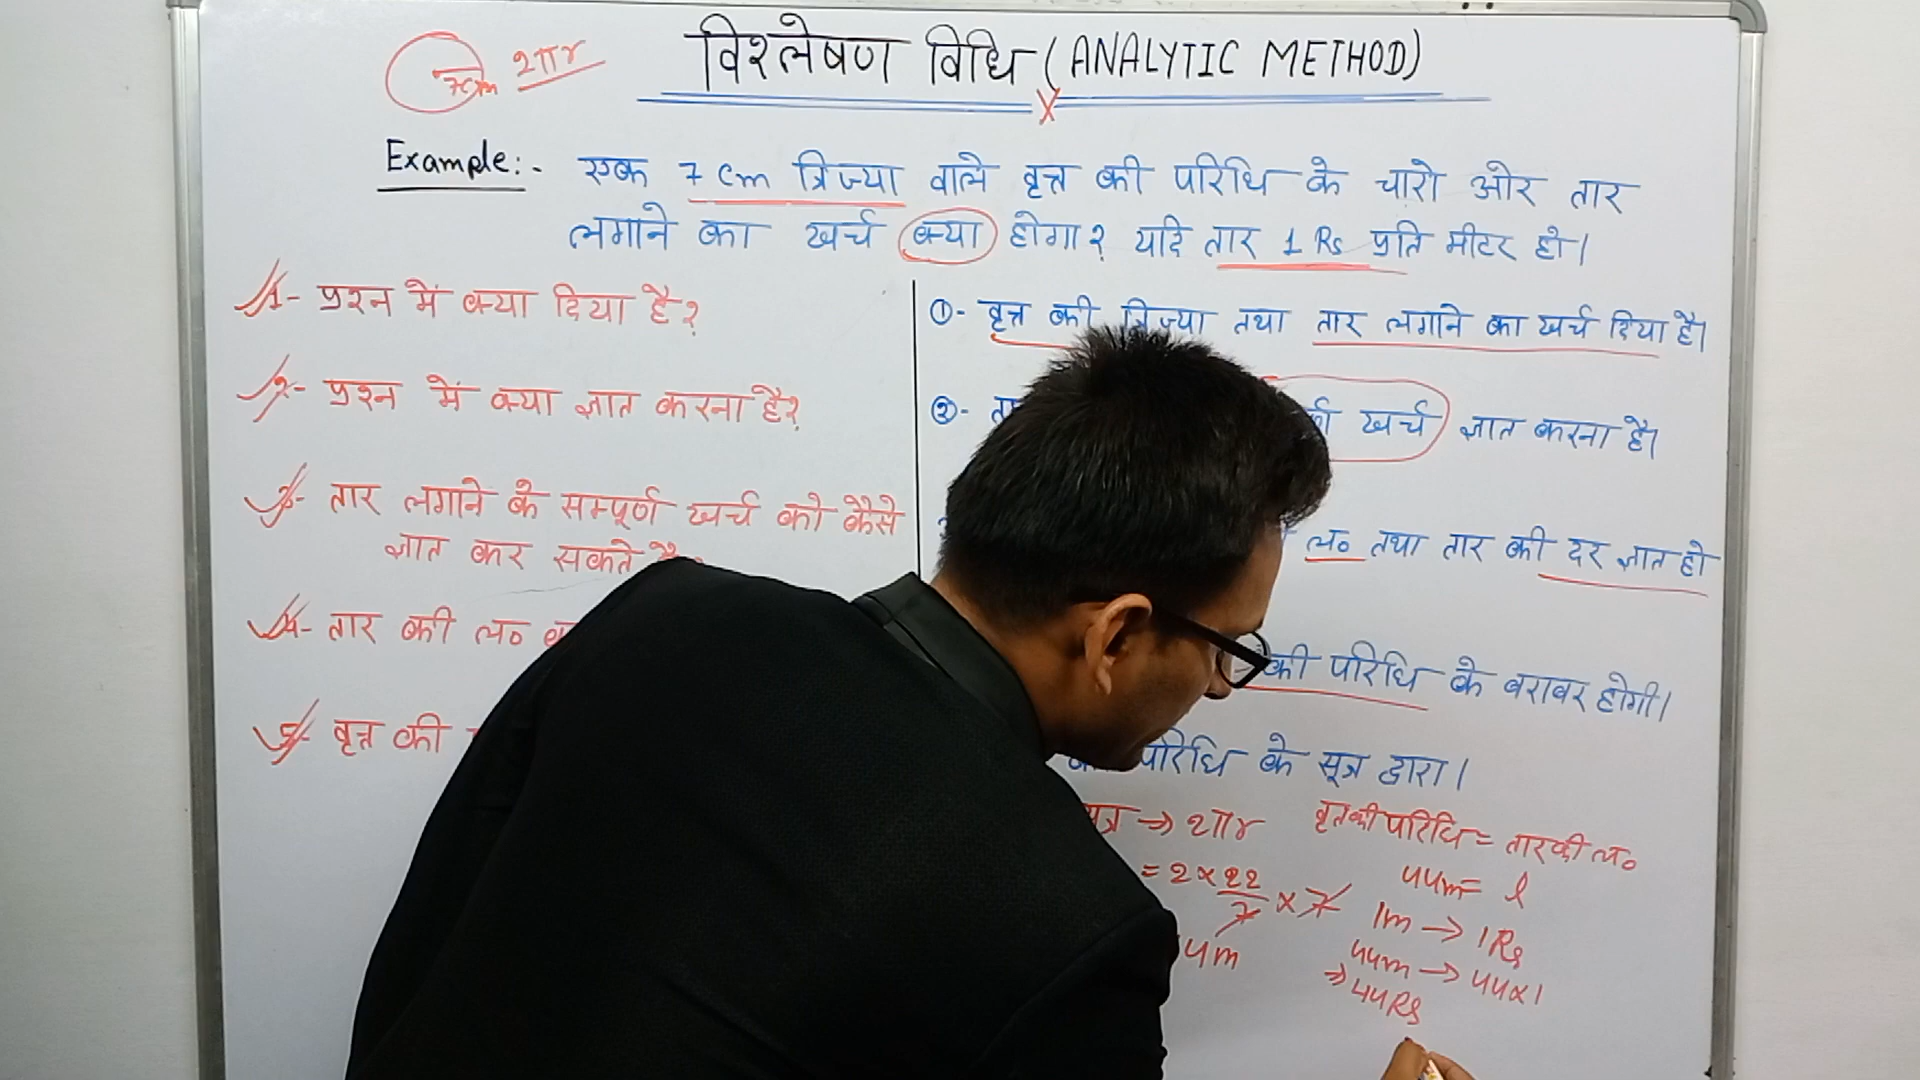 7cm 2πr
विश्लेषण विधि (ANALYTIC METHOD)
Example:- एक 7 cm त्रिज्या वाले वृत्त की परिधि के चारो ओर तार
लगाने का खर्च क्या होगा? यदि तार 1 Rs प्रति मीटर हो।
1- प्रश्न में क्या दिया है?
2- प्रश्न में क्या ज्ञात करना है?
3- तार लगाने के सम्पूर्ण खर्च को कैसे
ज्ञात कर सकते
4- तार की ल०
5- वृत्त की
①- वृत्त की त्रिज्या तथा तार लगाने का खर्च दिया है।
②- खर्च ज्ञात करना है।
ल० तथा तार की दर ज्ञात हो
की परिधि के बराबर होगी।
परिधि के सूत्र द्वारा।
→ 2πr
= 2 × 22/7 × 7
4m
वृत की परिधि = तार की ल०
44m = l
1m → 1Rs
44m → 44×1
⇒ 44Rs